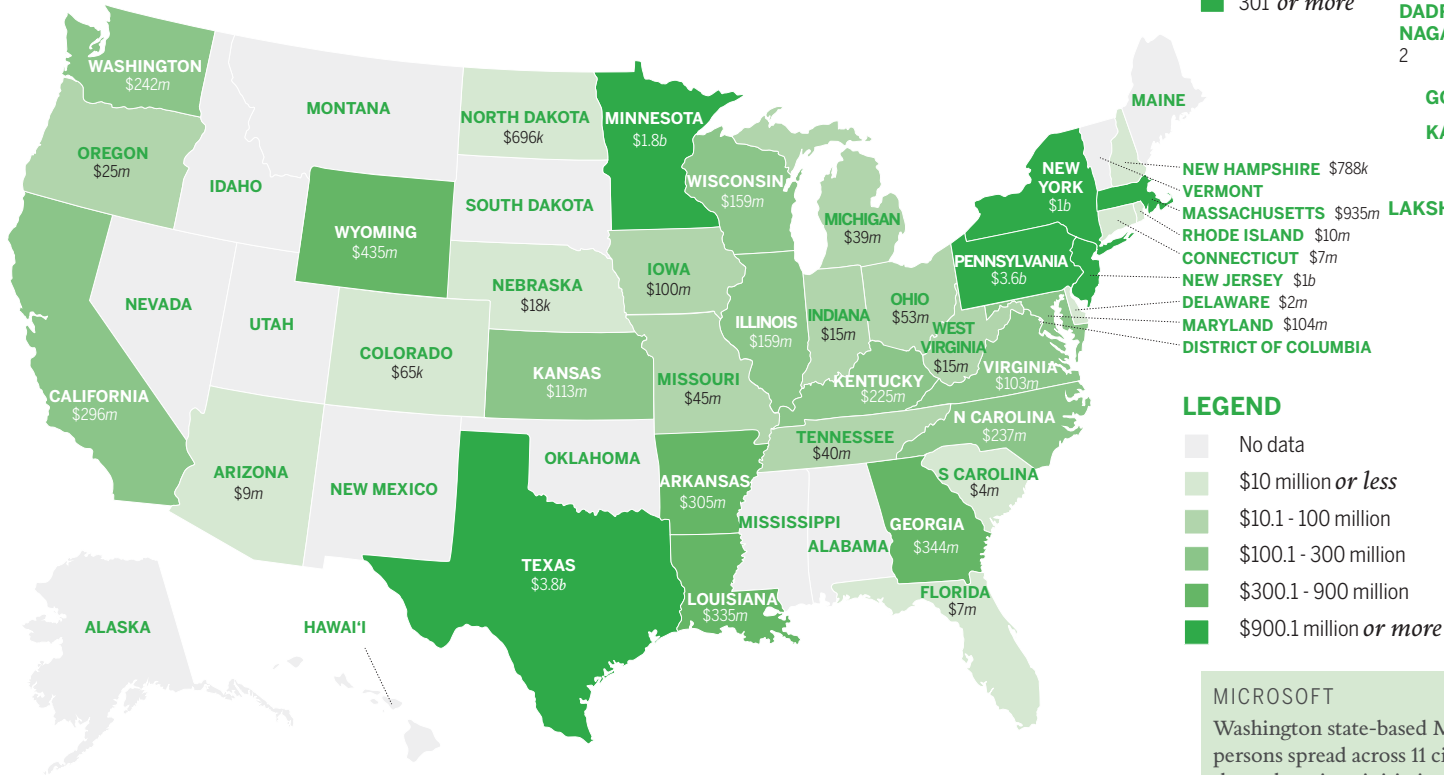 301 or more
2
WASHINGTON
$242m
OREGON
$25m
IDAHO
MONTANA
NORTH DAKOTA
$696k
MINNESOTA
$1.8b
WISCONSIN
$159m
MICHIGAN
$39m
SOUTH DAKOTA
WYOMING
$435m
NEBRASKA
$18k
IOWA
$100m
NEVADA
UTAH
COLORADO
$65k
KANSAS
$113m
MISSOURI
$45m
ILLINOIS
$159m
INDIANA
$15m
OHIO
$53m
WEST
VIRGINIA
$15m
VIRGINIA
$103m
KENTUCKY
$225m
PENNSYLVANIA
$3.6b
NEW
YORK
$1b
MAINE
CALIFORNIA
$296m
ARIZONA
$9m
NEW MEXICO
OKLAHOMA
ARKANSAS
$305m
TENNESSEE
$40m
N CAROLINA
$237m
S CAROLINA
$4m
MISSISSIPPI
ALABAMA
GEORGIA
$344m
TEXAS
$3.8b
LOUISIANA
$335m
FLORIDA
$7m
ALASKA
HAWAI‘I
NEW HAMPSHIRE $788k
VERMONT
MASSACHUSETTS $935m
RHODE ISLAND $10m
CONNECTICUT $7m
NEW JERSEY $1b
DELAWARE $2m
MARYLAND $104m
DISTRICT OF COLUMBIA
LEGEND
No data
$10 million or less
$10.1 - 100 million
$100.1 - 300 million
$300.1 - 900 million
$900.1 million or more
MICROSOFT
Washington state-based
persons spread across 11